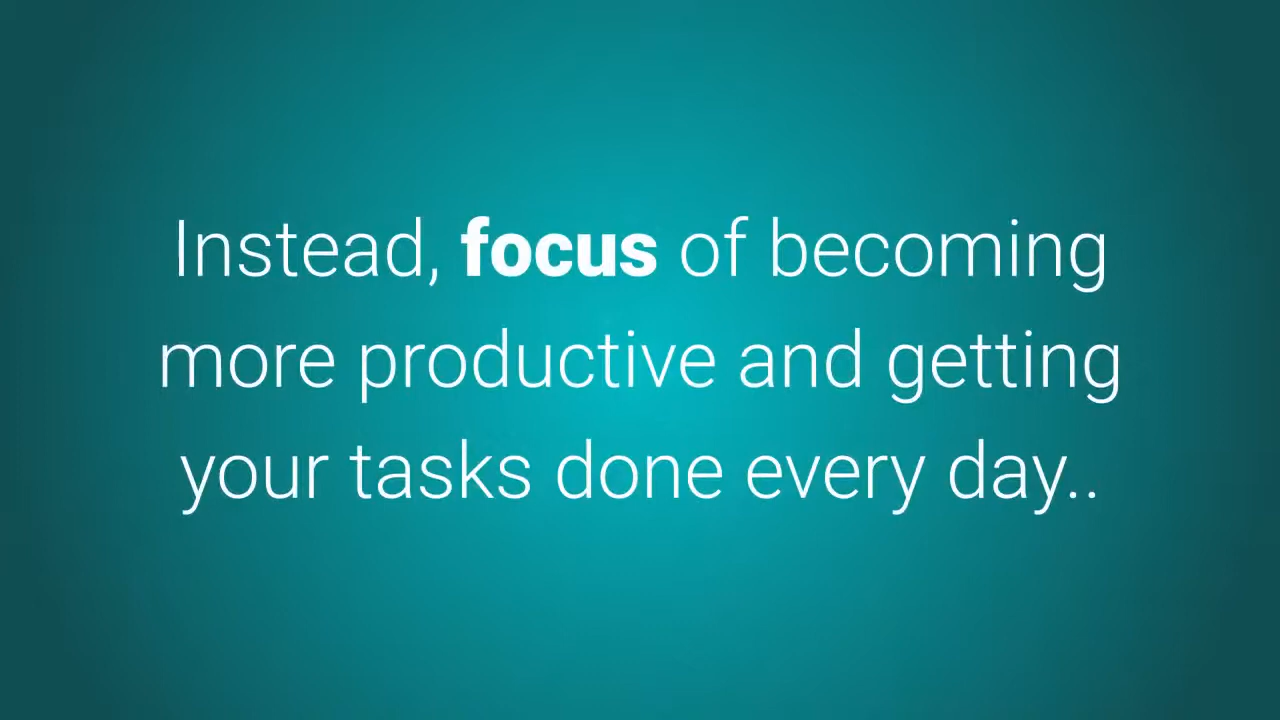 Instead, focus of becoming
more productive and getting
your tasks done every day..